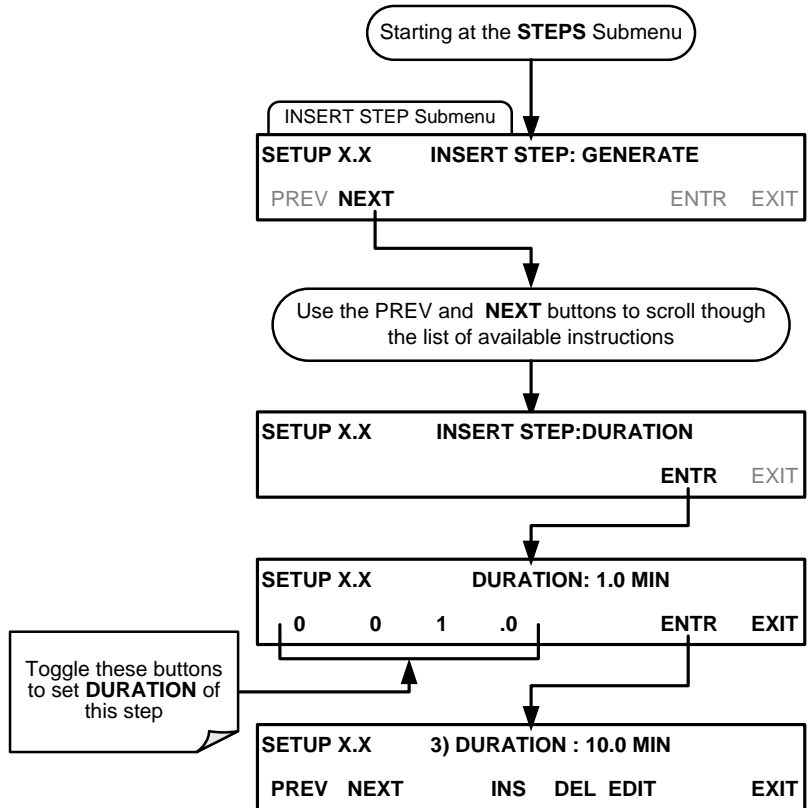 Starting at the STEPS Submenu
INSERT STEP Submenu
SETUP X.X INSERT STEP: GENERATE
PREV NEXT ENTR EXIT
Use the PREV and NEXT buttons to scroll though
the list of available instructions
SETUP X.X INSERT STEP:DURATION
ENTR EXIT
SETUP X.X DURATION: 1.0 MIN
0 0 1 .0 ENTR EXIT
Toggle these buttons
to set DURATION of
this step
SETUP X.X 3) DURATION : 10.0 MIN
PREV NEXT INS DEL EDIT EXIT